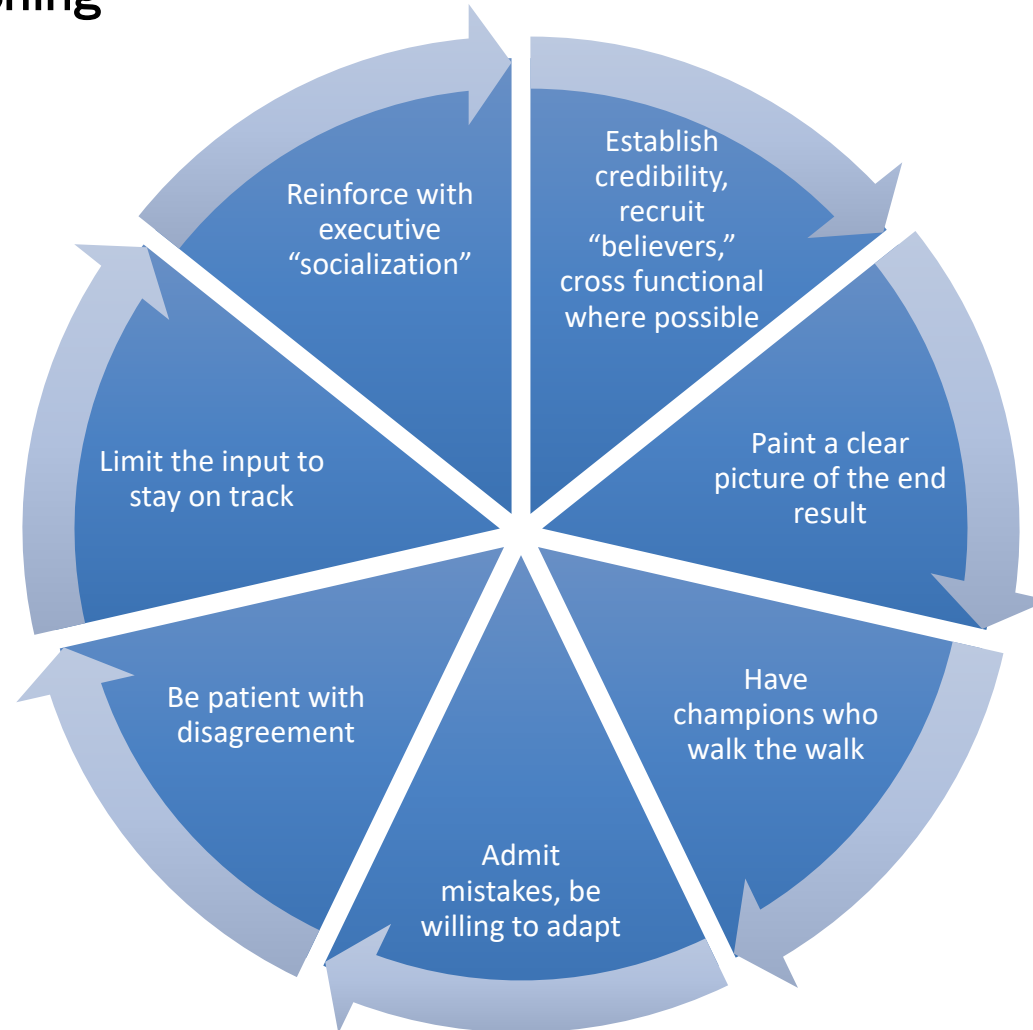 Establish
credibility,
recruit
“believers,”
cross functional
where possible
Paint a clear
picture of the end
result
Have
champions who
walk the walk
Admit
mistakes, be
willing to adapt
Be patient with
disagreement
Limit the input to
stay on track
Reinforce with
executive
“socialization”